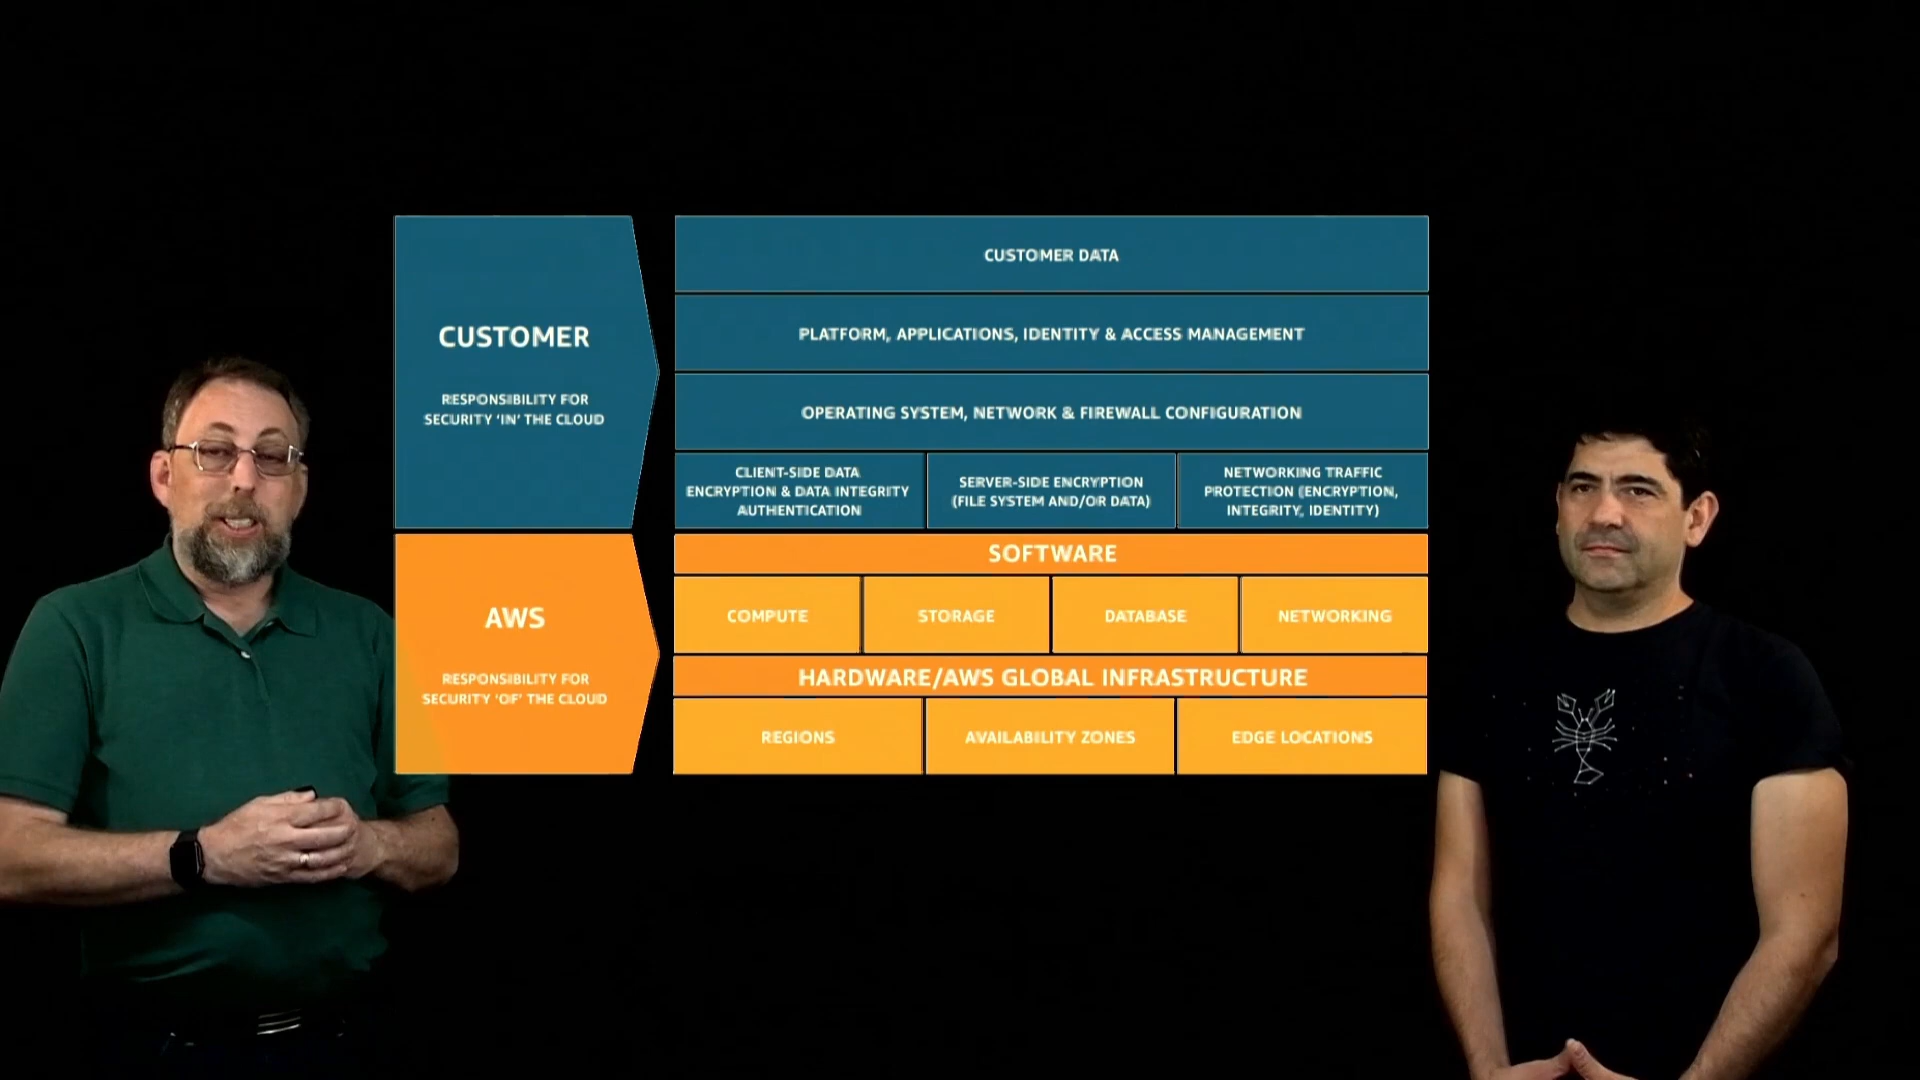 CUSTOMER
RESPONSIBILITY FOR
SECURITY ‘IN’ THE CLOUD
CUSTOMER DATA
PLATFORM, APPLICATIONS, IDENTITY & ACCESS MANAGEMENT
OPERATING SYSTEM, NETWORK & FIREWALL CONFIGURATION
CLIENT-SIDE DATA
ENCRYPTION & DATA INTEGRITY
AUTHENTICATION
SERVER-SIDE ENCRYPTION
(FILE SYSTEM AND/OR DATA)
NETWORKING TRAFFIC
PROTECTION (ENCRYPTION,
INTEGRITY, IDENTITY)
AWS
RESPONSIBILITY FOR
SECURITY ‘OF’ THE CLOUD
SOFTWARE
COMPUTE
STORAGE
DATABASE
NETWORKING
HARDWARE/AWS GLOBAL INFRASTRUCTURE
REGIONS
AVAILABILITY ZONES
EDGE LOCATIONS